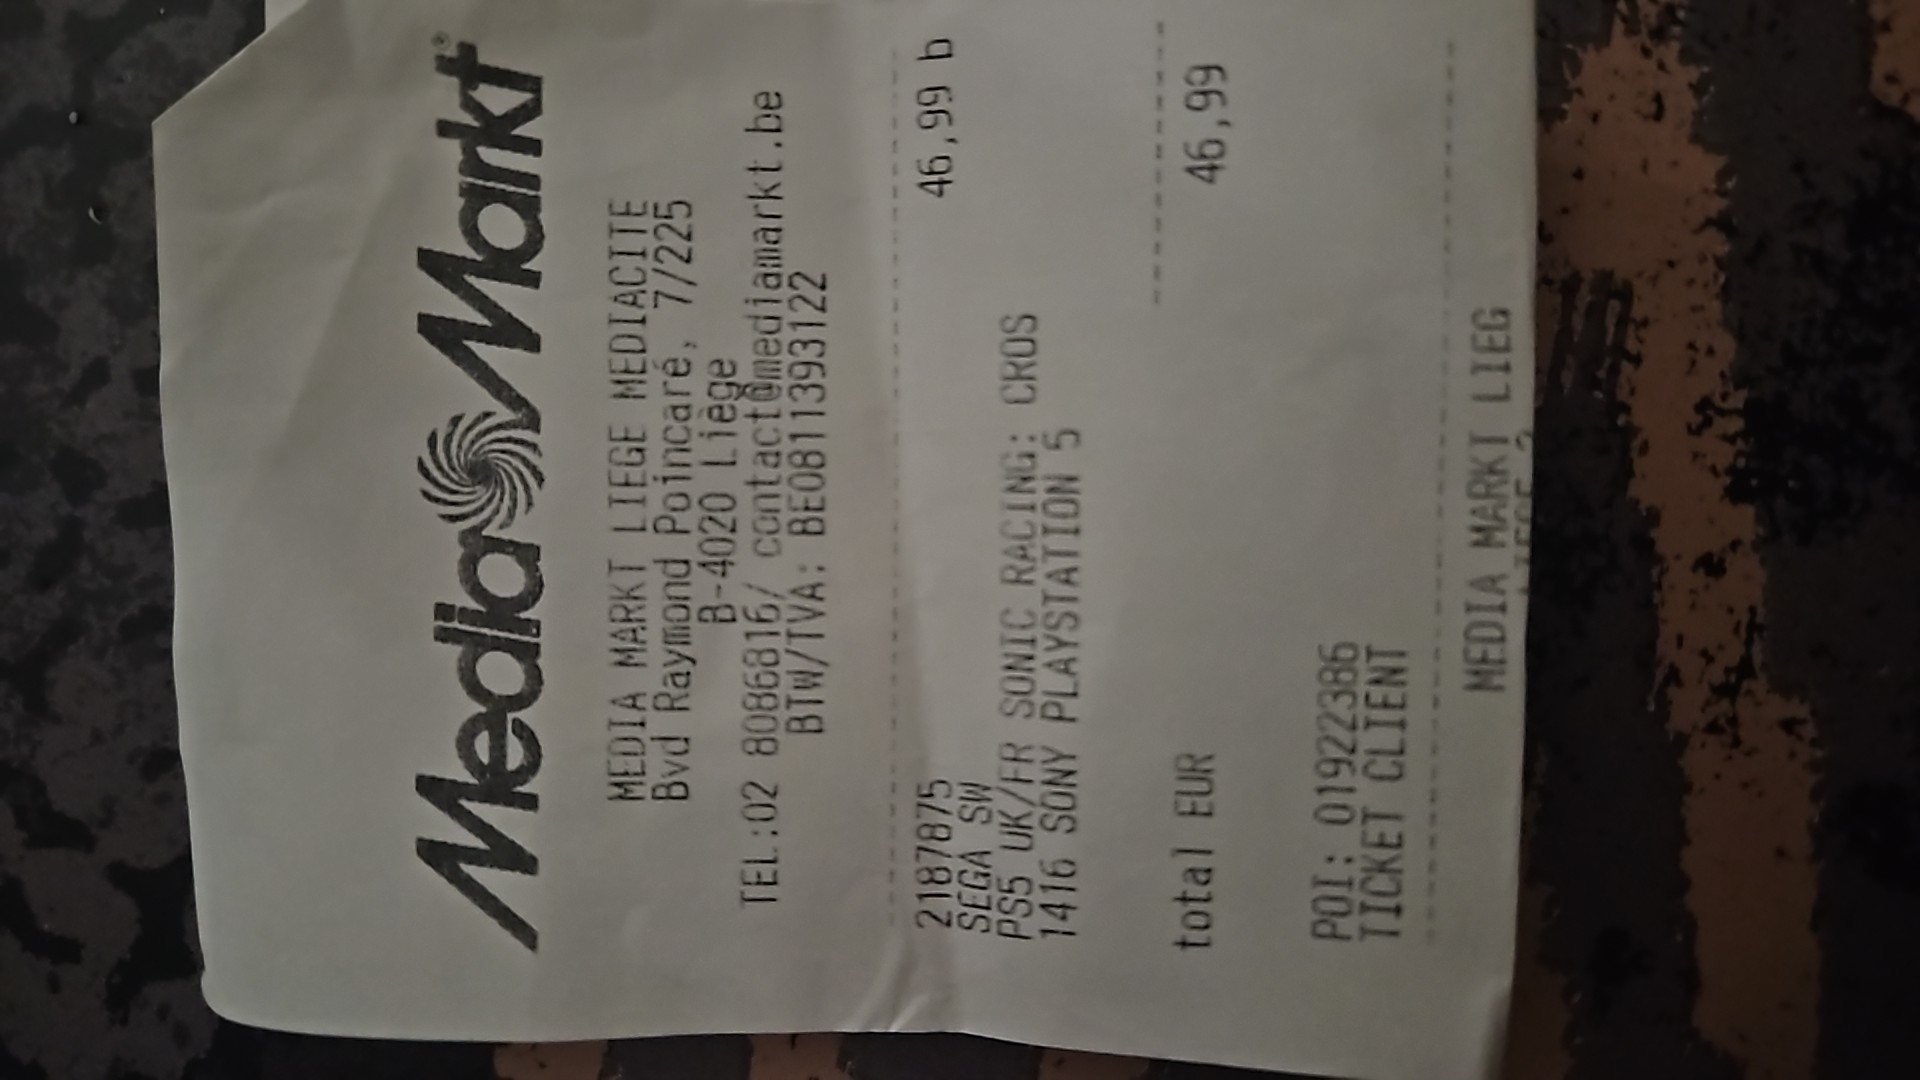 MediaMarkt®
MEDIA MARKT LIEGE MEDIACITE
Bvd Raymond Poincaré, 7/225
B-4020 Liège
TEL.:02 8086816/ contact@mediamarkt.be
BTW/TVA: BE0811393122
2187875 46,99 b
SEGA SW
PS5 UK/FR SONIC RACING: CROS
1416 SONY PLAYSTATION 5
total EUR 46,99
POI: 01922386
TICKET CLIENT
MEDIA MARKT LIEG